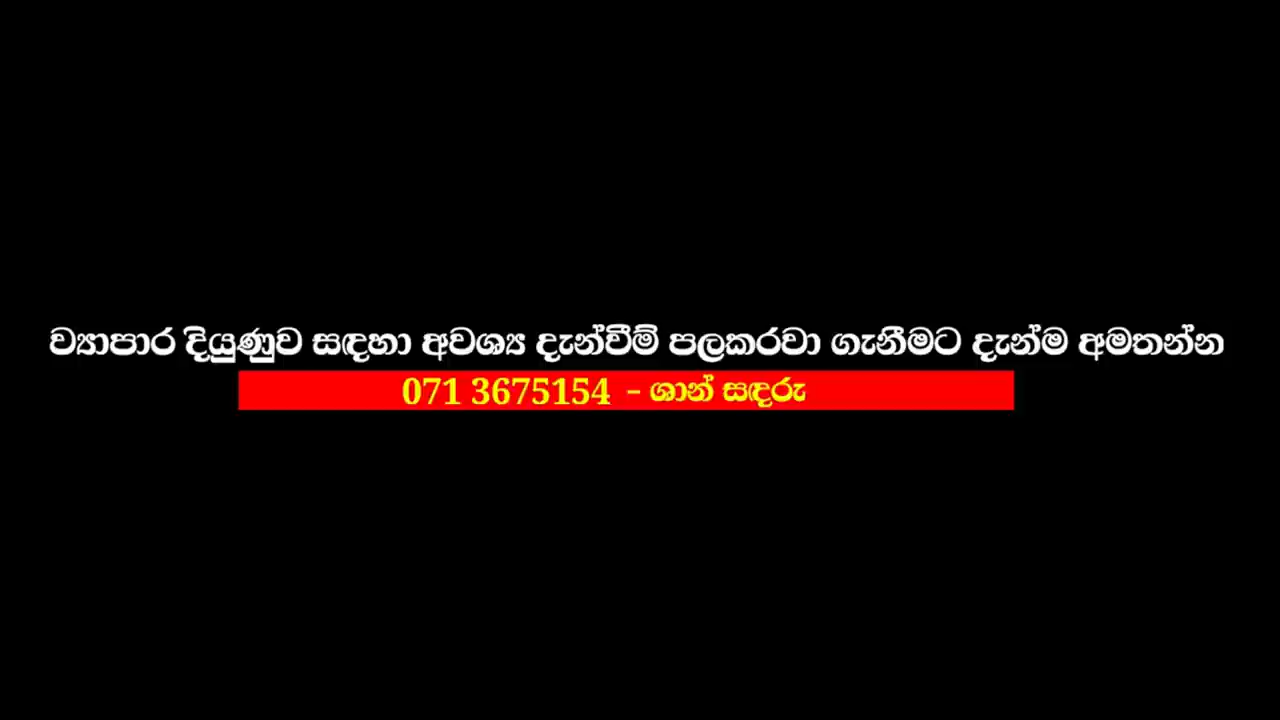 ව්‍යාපාර දියුණුව සඳහා අවශ්‍ය දැන්වීම් පලකරවා ගැනීමට දැන්ම අමතන්න
071 3675154 - ශාන් සඳරු